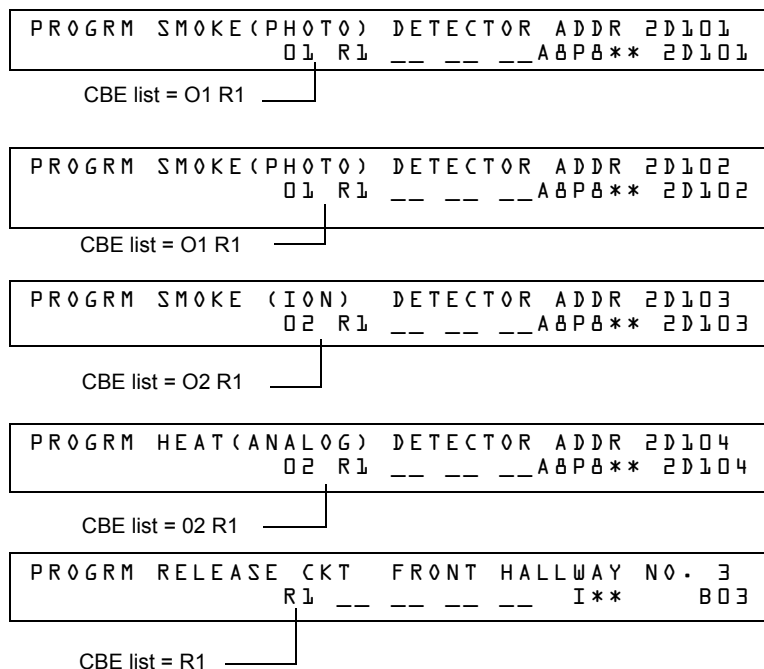 PROGRM SMOKE(PHOTO) DETECTOR ADDR 2D101
01 R1 __ __ __A8P8** 2D101
CBE list = O1 R1
PROGRM SMOKE(PHOTO) DETECTOR ADDR 2D102
01 R1 __ __ __A8P8** 2D102
CBE list = O1 R1
PROGRM SMOKE (ION) DETECTOR ADDR 2D103
02 R1 __ __ __A8P8** 2D103
CBE list = O2 R1
PROGRM HEAT(ANALOG) DETECTOR ADDR 2D104
02 R1 __ __ __A8P8** 2D104
CBE list = 02 R1
PROGRM RELEASE CKT FRONT HALLWAY NO. 3
R1 __ __ __ __ I** B03
CBE list = R1